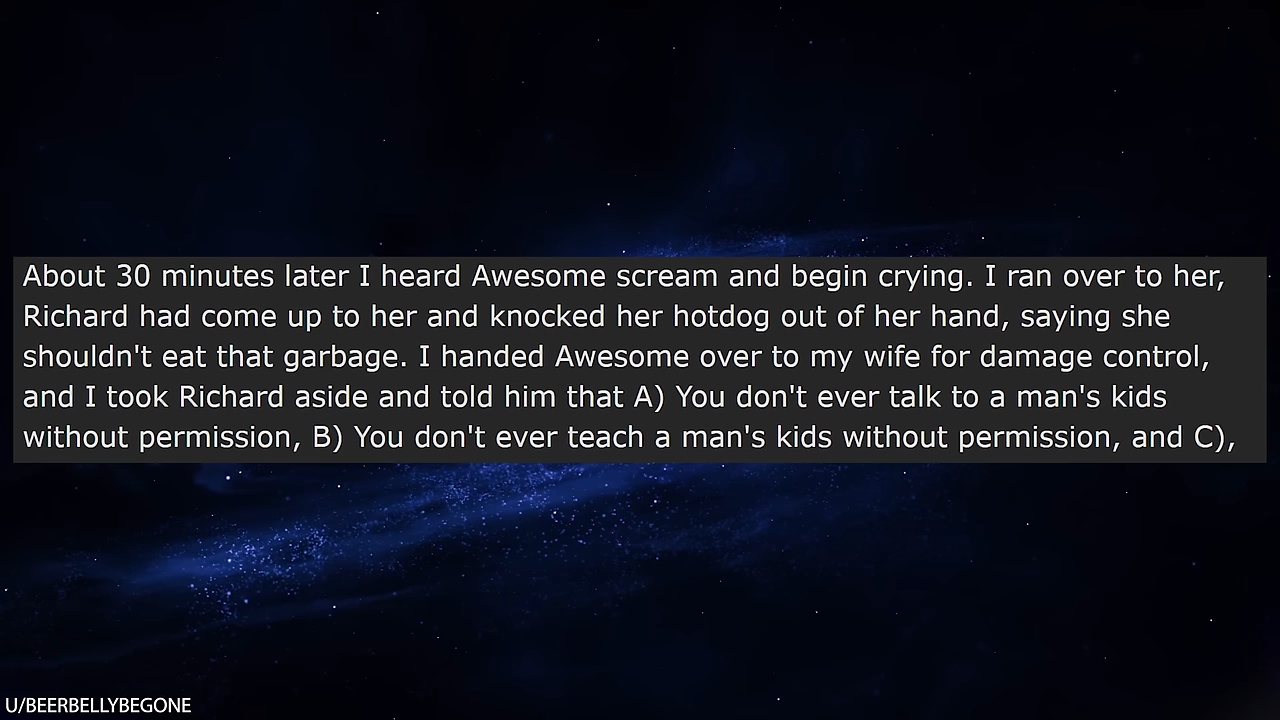 About 30 minutes later I heard Awesome scream and begin crying. I ran over to her,
Richard had come up to her and knocked her hotdog out of her hand, saying she
shouldn't eat that garbage. I handed Awesome over to my wife for damage control,
and I took Richard aside and told him that A) You don't ever talk to a man's kids
without permission, B) You don't ever teach a man's kids without permission, and C),
U/BEERBELLYBEGONE